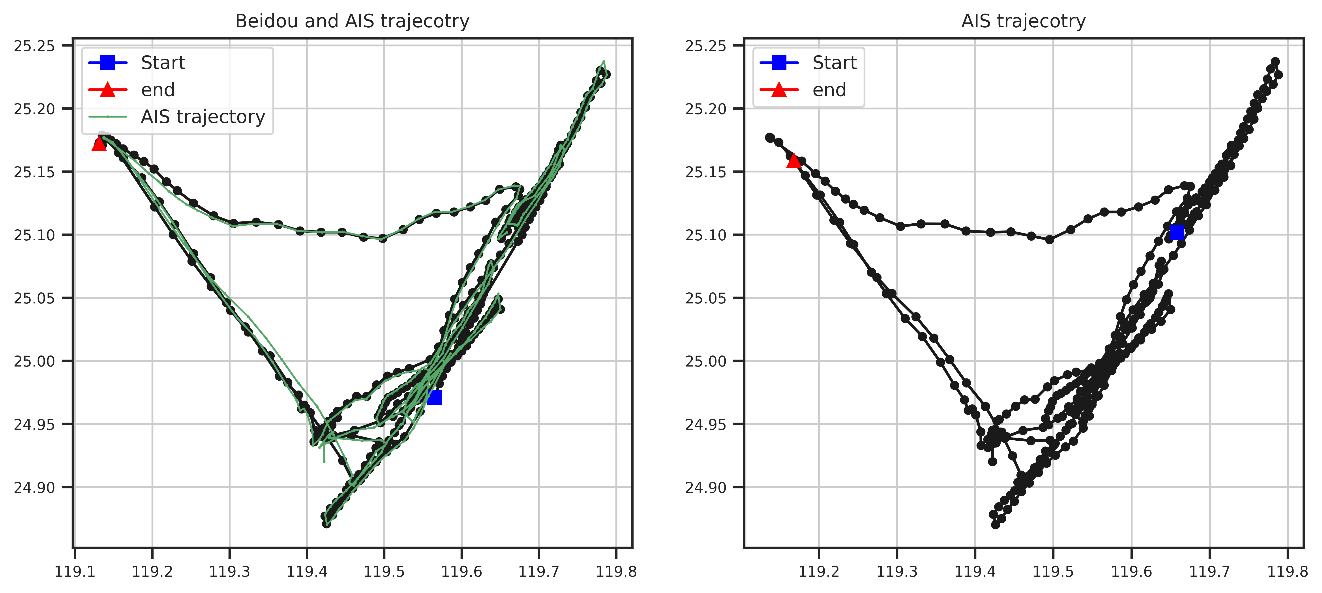 Beidou and AIS trajecotry
Start
end
AIS trajectory
25.25
25.20
25.15
25.10
25.05
25.00
24.95
24.90
119.1 119.2 119.3 119.4 119.5 119.6 119.7 119.8
AIS trajecotry
Start
end
25.25
25.20
25.15
25.10
25.05
25.00
24.95
24.90
119.2 119.3 119.4 119.5 119.6 119.7 119.8